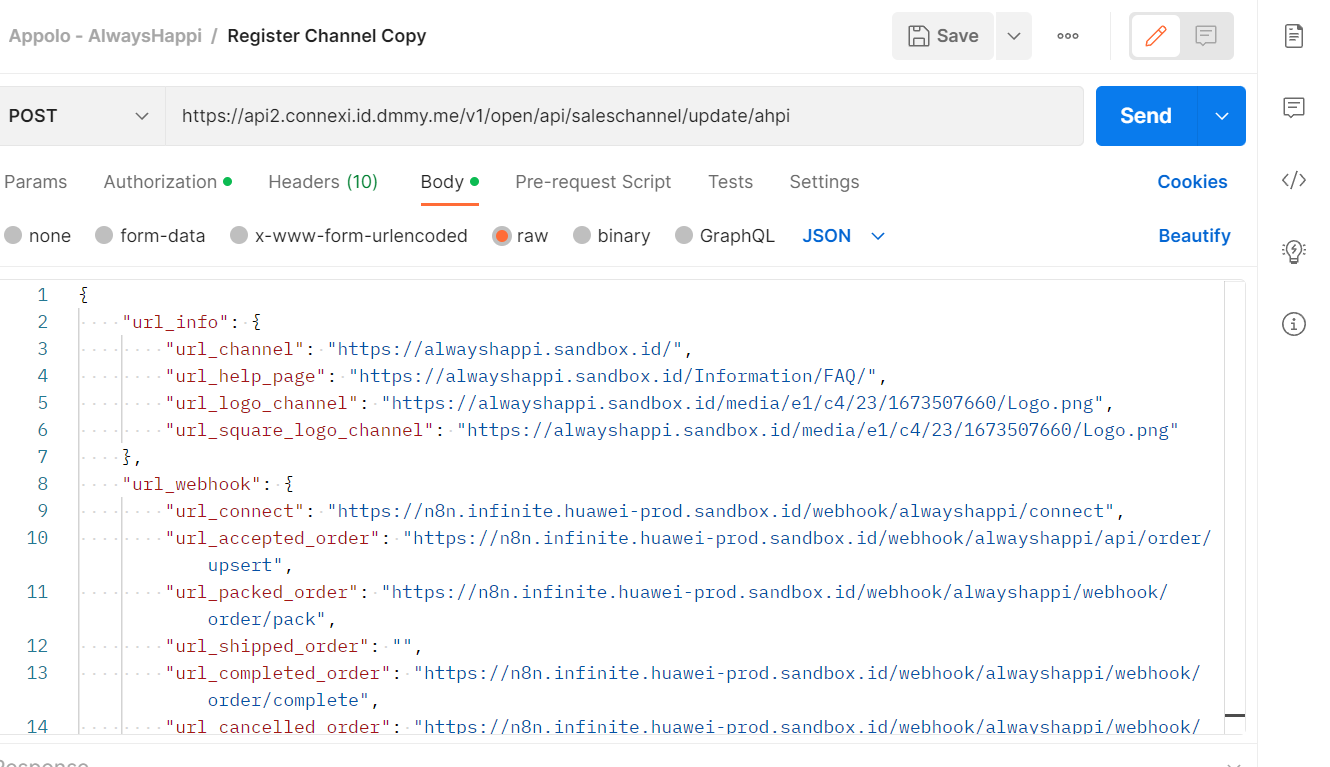 Appolo - AlwaysHappi / Register Channel Copy
Save
POST
https://api2.connexi.id.dmmy.me/v1/open/api/saleschannel/update/ahpi
Send
Params Authorization Headers (10) Body Pre-request Script Tests Settings Cookies
none form-data x-www-form-urlencoded raw binary GraphQL JSON Beautify
1 {
2 "url_info": {
3 "url_channel": "https://alwayshappi.sandbox.id/",
4 "url_help_page": "https://alwayshappi.sandbox.id/Information/FAQ/",
5 "url_logo_channel": "https://alwayshappi.sandbox.id/media/e1/c4/23/1673507660/Logo.png",
6 "url_square_logo_channel": "https://alwayshappi.sandbox.id/media/e1/c4/23/1673507660/Logo.png"
7 },
8 "url_webhook": {
9 "url_connect": "https://n8n.infinite.huawei-prod.sandbox.id/webhook/alwayshappi/connect",
10 "url_accepted_order": "https://n8n.infinite.huawei-prod.sandbox.id/webhook/alwayshappi/api/order/
upsert",
11 "url_packed_order": "https://n8n.infinite.huawei-prod.sandbox.id/webhook/alwayshappi/webhook/
order/pack",
12 "url_shipped_order": "",
13 "url_completed_order": "https://n8n.infinite.huawei-prod.sandbox.id/webhook/alwayshappi/webhook/
order/complete",
14 "url_cancelled_order": "https://n8n.infinite.huawei-prod.sandbox.id/webhook/alwayshappi/webhook/
Response